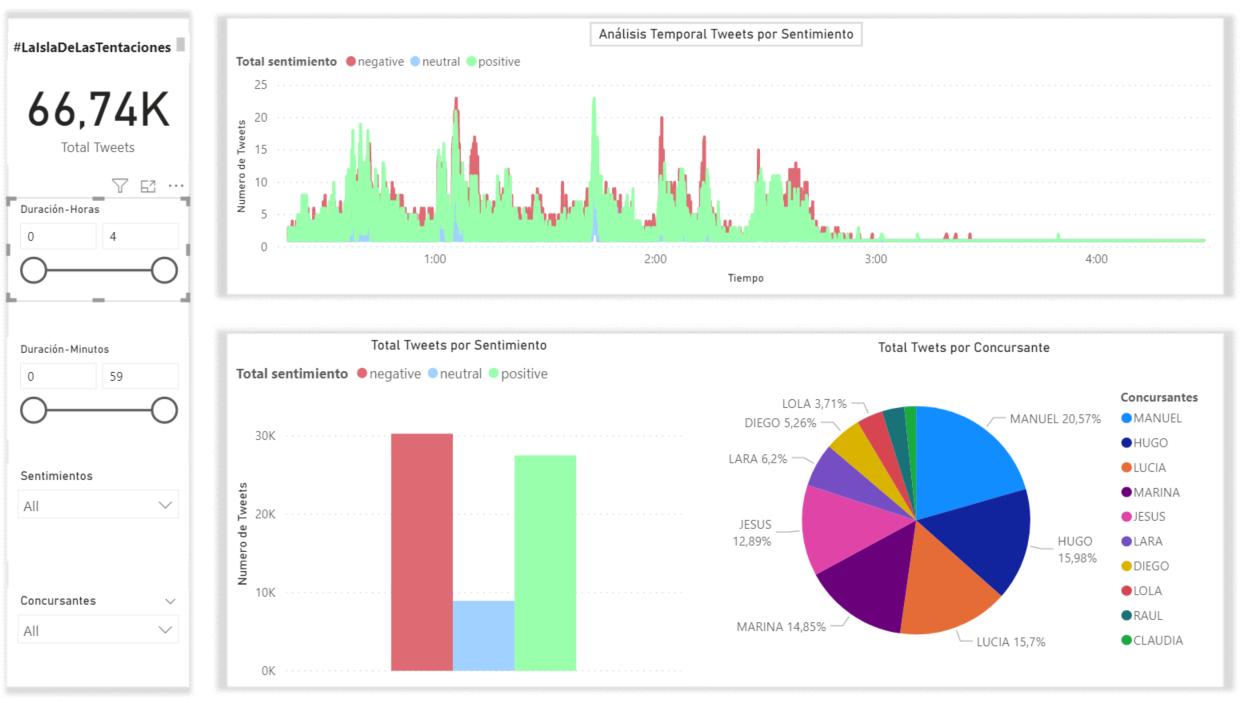 #LaIslaDeLasTentaciones
66,74K
Total Tweets
Duración-Horas
0
4
Duración-Minutos
0
59
Sentimientos
All
Concursantes
All
Análisis Temporal Tweets por Sentimiento
Total sentimiento negative neutral positive
25
20
15
10
5
0
Numero de Tweets
1:00
2:00
3:00
4:00
Tiempo
Total Tweets por Sentimiento
Total sentimiento negative neutral positive
30K
20K
10K
0K
Numero de Tweets
Total Twets por Concursante
LOLA 3,71%
DIEGO 5,26%
LARA 6,2%
JESUS
12,89%
MARINA 14,85%
MANUEL 20,57%
HUGO
15,98%
LUCIA 15,7%
Concursantes
MANUEL
HUGO
LUCIA
MARINA
JESUS
LARA
DIEGO
LOLA
RAUL
CLAUDIA